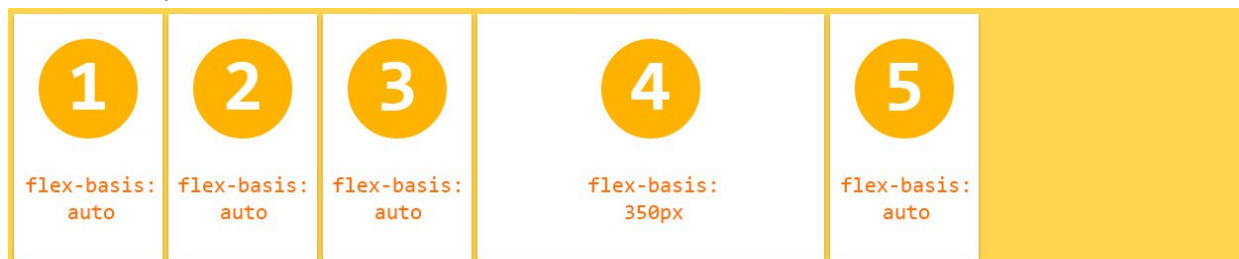 1 2 3 4 5
flex-basis: flex-basis: flex-basis: flex-basis: flex-basis:
auto auto auto 350px auto